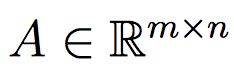 A ∈ ℝ^{m×n}